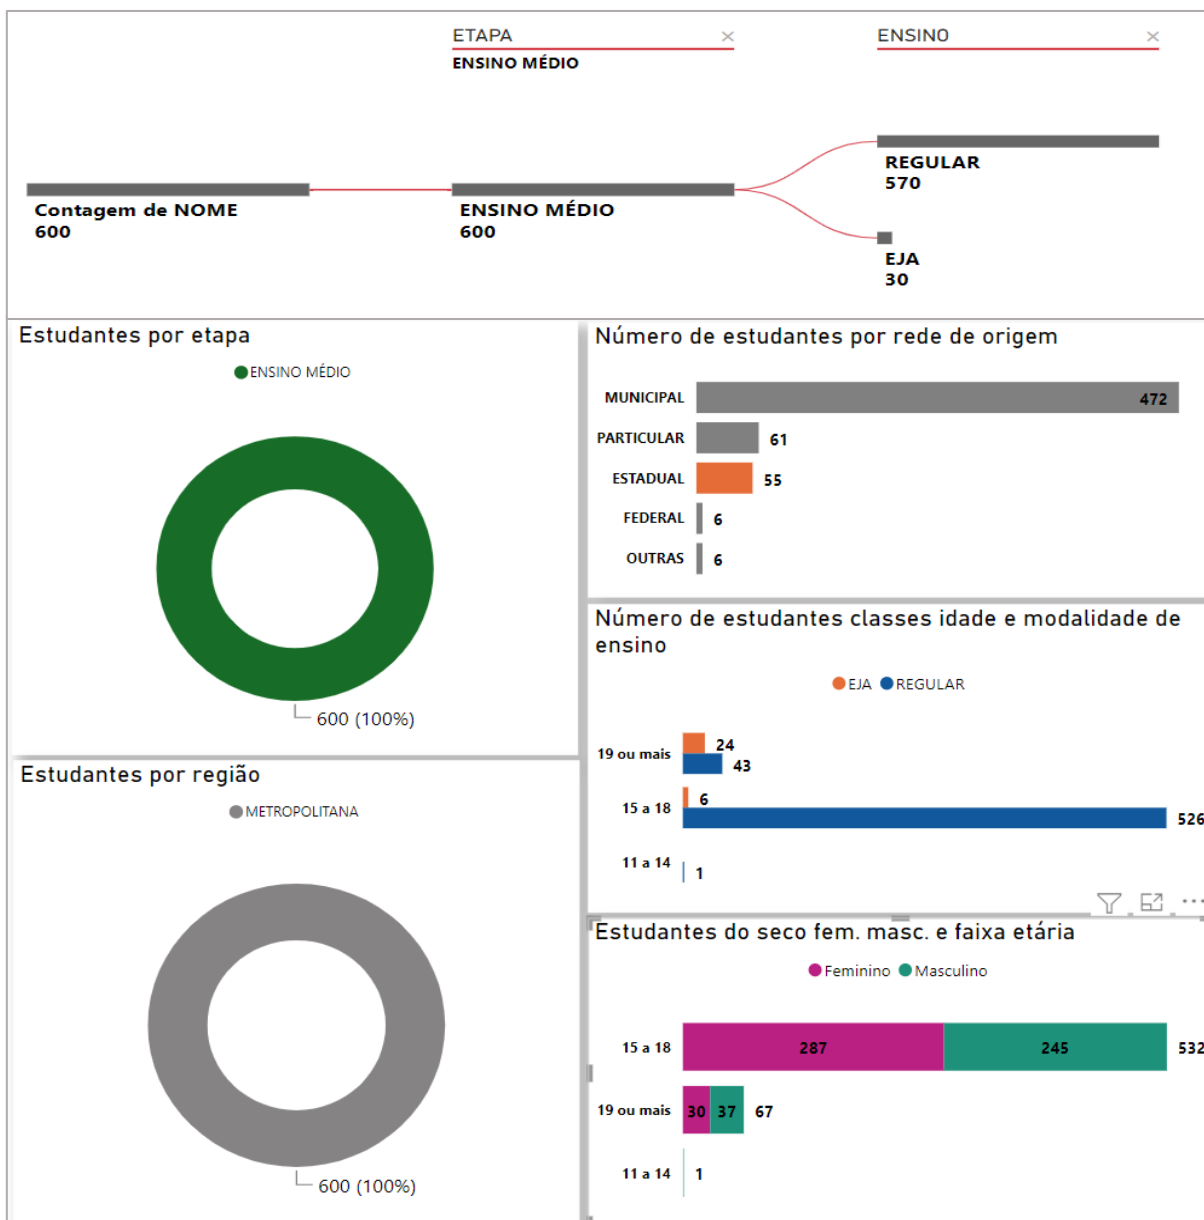 ETAPA ×
ENSINO ×
ENSINO MÉDIO
REGULAR
570
Contagem de NOME
600
ENSINO MÉDIO
600
EJA
30
Estudantes por etapa
ENSINO MÉDIO
600 (100%)
Número de estudantes por rede de origem
MUNICIPAL 472
PARTICULAR 61
ESTADUAL 55
FEDERAL 6
OUTRAS 6
Número de estudantes classes idade e modalidade de
ensino
EJA REGULAR
19 ou mais 24
43
15 a 18 6
526
11 a 14 1
Estudantes por região
METROPOLITANA
600 (100%)
Estudantes do seco fem. masc. e faixa etária
Feminino Masculino
15 a 18 287 245 532
19 ou mais 30 37 67
11 a 14 1